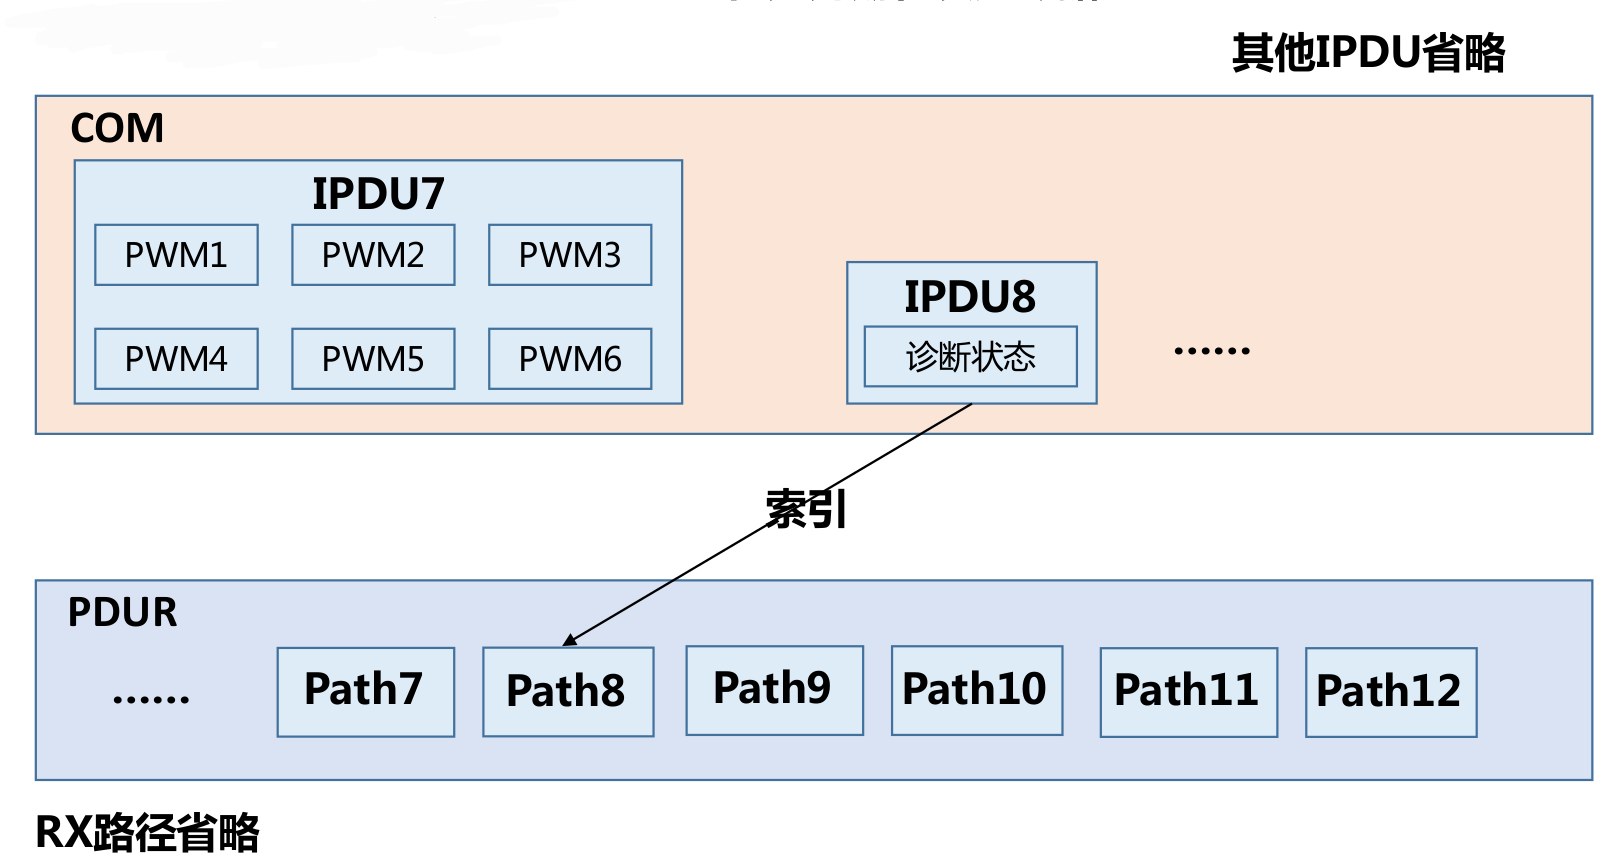 其他IPDU省略
COM
IPDU7
PWM1 PWM2 PWM3
PWM4 PWM5 PWM6
IPDU8
诊断状态
......
索引
PDUR
...... Path7 Path8 Path9 Path10 Path11 Path12
RX路径省略